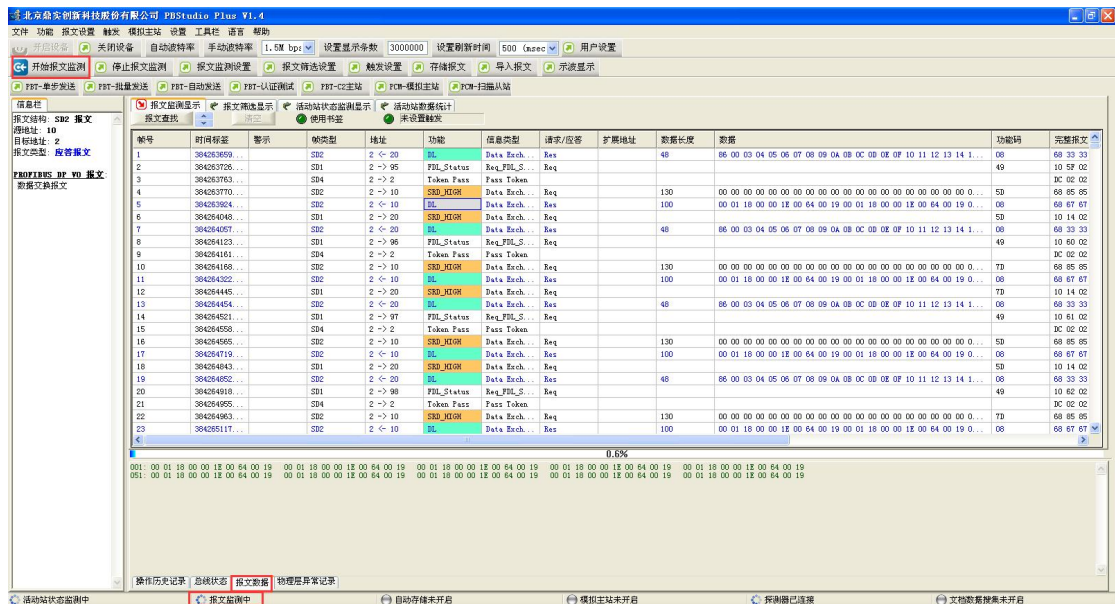 北京鼎实创新科技股份有限公司 PBStudio Plus V1.4
文件 功能 报文设置 触发 模拟主站 设置 工具栏 语言 帮助
开启设备 关闭设备 自动波特率 手动波特率 1.5M bps 设置显示条数 3000000 设置刷新时间 500 (msec 用户设置
开始报文监测 停止报文监测 报文监测设置 报文筛选设置 触发设置 存储报文 导入报文 示波显示
PBT-单步发送 PBT-批量发送 PBT-自动发送 PBT-认证测试 PBT-C2主站 PCM-模拟主站 PCM-扫描从站
信息栏
报文结构: SD2 报文
源地址: 10
目标地址: 2
报文类型: 应答报文
PROFIBUS DP V0 报文:
数据交换报文
报文监测显示 报文筛选显示 活动站状态监测显示 活动站数据统计
报文查找 清空 使用书签 未设置触发
帧号 时间标签 警示 帧类型 地址 功能 信息类型 请求/应答 扩展地址 数据长度 数据 功能码 完整报文
1 384263659... SD2 2 <- 20 DL Data Exch... Res 48 86 00 03 04 05 06 07 08 09 0A 0B 0C 0D 0E 0F 10 11 12 13 14 1... 08 68 33 33
2 384263726... SD1 2 -> 95 FDL_Status Req_FDL_S... Req 49 10 5F 02
3 384263763... SD4 2 -> 2 Token Pass Pass Token DC 02 02
4 384263770... SD2 2 -> 10 SRD_HIGH Data Exch... Req 130 00 00 00 00 00 00 00 00 00 00 00 00 00 00 00 00 00 00 00 00 0... 5D 68 85 85
5 384263924... SD2 2 <- 10 DL Data Exch... Res 100 00 01 18 00 00 1E 00 64 00 19 00 01 18 00 00 1E 00 64 00 19 0... 08 68 67 67
6 384264048... SD1 2 -> 20 SRD_HIGH Data Exch... Req 5D 10 14 02
7 384264057... SD2 2 <- 20 DL Data Exch... Res 48 86 00 03 04 05 06 07 08 09 0A 0B 0C 0D 0E 0F 10 11 12 13 14 1... 08 68 33 33
8 384264123... SD1 2 -> 96 FDL_Status Req_FDL_S... Req 49 10 60 02
9 384264161... SD4 2 -> 2 Token Pass Pass Token DC 02 02
10 384264168... SD2 2 -> 10 SRD_HIGH Data Exch... Req 130 00 00 00 00 00 00 00 00 00 00 00 00 00 00 00 00 00 00 00 00 0... 7D 68 85 85
11 384264322... SD2 2 <- 10 DL Data Exch... Res 100 00 01 18 00 00 1E 00 64 00 19 00 01 18 00 00 1E 00 64 00 19 0... 08 68 67 67
12 384264445... SD1 2 -> 20 SRD_HIGH Data Exch... Req 7D 10 14 02
13 384264454... SD2 2 <- 20 DL Data Exch... Res 48 86 00 03 04 05 06 07 08 09 0A 0B 0C 0D 0E 0F 10 11 12 13 14 1... 08 68 33 33
14 384264521... SD1 2 -> 97 FDL_Status Req_FDL_S... Req 49 10 61 02
15 384264558... SD4 2 -> 2 Token Pass Pass Token DC 02 02
16 384264565... SD2 2 -> 10 SRD_HIGH Data Exch... Req 130 00 00 00 00 00 00 00 00 00 00 00 00 00 00 00 00 00 00 00 00 0... 5D 68 85 85
17 384264719... SD2 2 <- 10 DL Data Exch... Res 100 00 01 18 00 00 1E 00 64 00 19 00 01 18 00 00 1E 00 64 00 19 0... 08 68 67 67
18 384264843... SD1 2 -> 20 SRD_HIGH Data Exch... Req 5D 10 14 02
19 384264852... SD2 2 <- 20 DL Data Exch... Res 48 86 00 03 04 05 06 07 08 09 0A 0B 0C 0D 0E 0F 10 11 12 13 14 1... 08 68 33 33
20 384264918... SD1 2 -> 98 FDL_Status Req_FDL_S... Req 49 10 62 02
21 384264955... SD4 2 -> 2 Token Pass Pass Token DC 02 02
22 384264963... SD2 2 -> 10 SRD_HIGH Data Exch... Req 130 00 00 00 00 00 00 00 00 00 00 00 00 00 00 00 00 00 00 00 00 0... 7D 68 85 85
23 384265117... SD2 2 <- 10 DL Data Exch... Res 100 00 01 18 00 00 1E 00 64 00 19 00 01 18 00 00 1E 00 64 00 19 0... 08 68 67 67
0.6%
001: 00 01 18 00 00 1E 00 64 00 19 00 01 18 00 00 1E 00 64 00 19 00 01 18 00 00 1E 00 64 00 19 00 01 18 00 00 1E 00 64 00 19 00 01 18 00 00 1E 00 64 00 19
051: 00 01 18 00 00 1E 00 64 00 19 00 01 18 00 00 1E 00 64 00 19 00 01 18 00 00 1E 00 64 00 19 00 01 18 00 00 1E 00 64 00 19 00 01 18 00 00 1E 00 64 00 19
操作历史记录 总线状态 报文数据 物理层异常记录
活动站状态监测中 报文监测中 自动存储未开启 模拟主站未开启 探测器已连接 文档数据搜集未开启